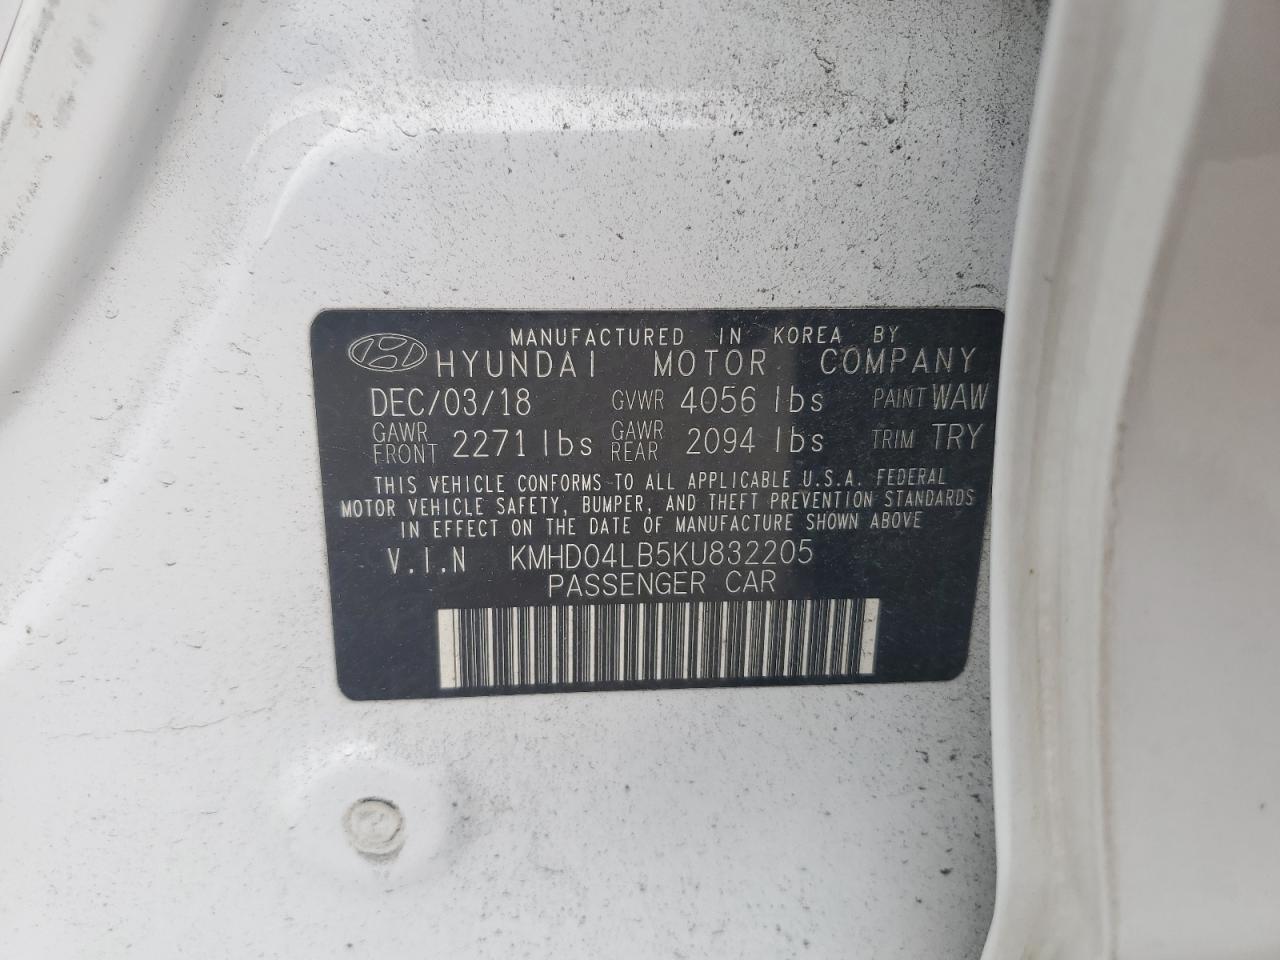 MANUFACTURED IN KOREA BY
HYUNDAI MOTOR COMPANY
DEC/03/18 GVWR 4056 lbs PAINT WAW
GAWR FRONT 2271 lbs GAWR REAR 2094 lbs TRIM TRY
THIS VEHICLE CONFORMS TO ALL APPLICABLE U.S.A. FEDERAL
MOTOR VEHICLE SAFETY, BUMPER, AND THEFT PREVENTION STANDARDS
IN EFFECT ON THE DATE OF MANUFACTURE SHOWN ABOVE
V.I.N KMHD04LB5KU832205
PASSENGER CAR